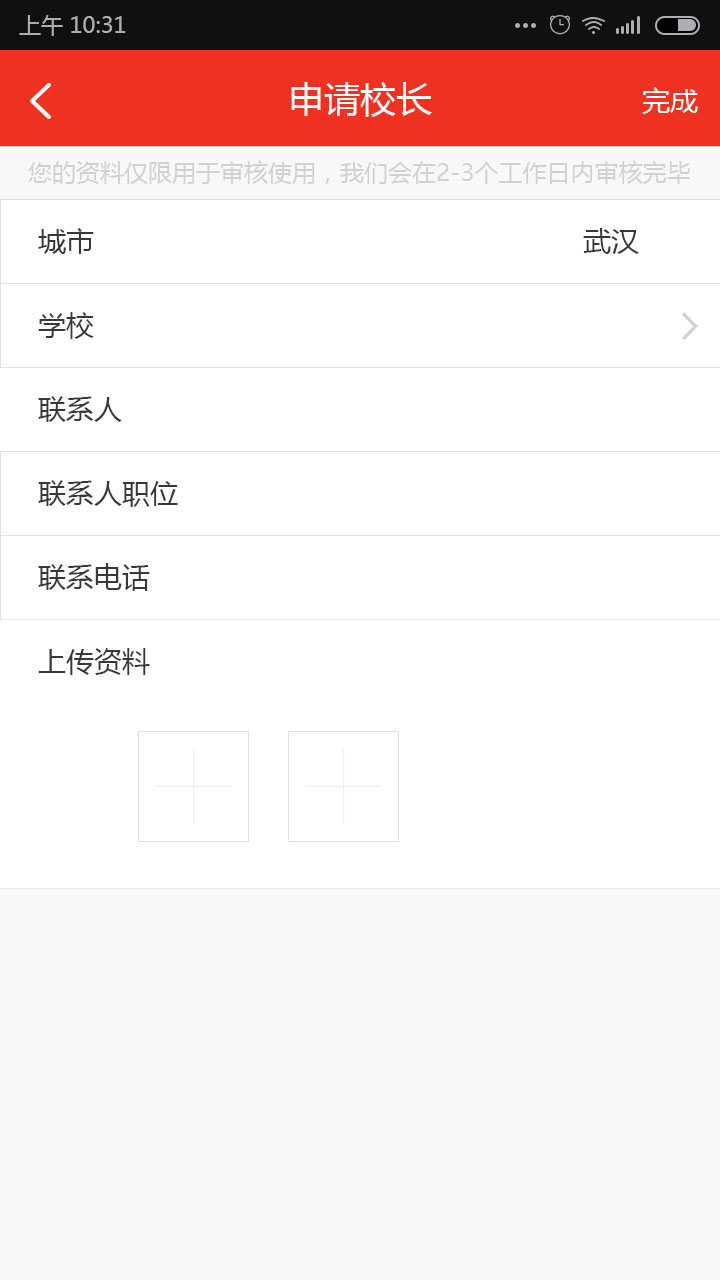 上午 10:31
申请校长
完成
您的资料仅限用于审核使用，我们会在2-3个工作日内审核完毕
城市 武汉
学校
联系人
联系人职位
联系电话
上传资料